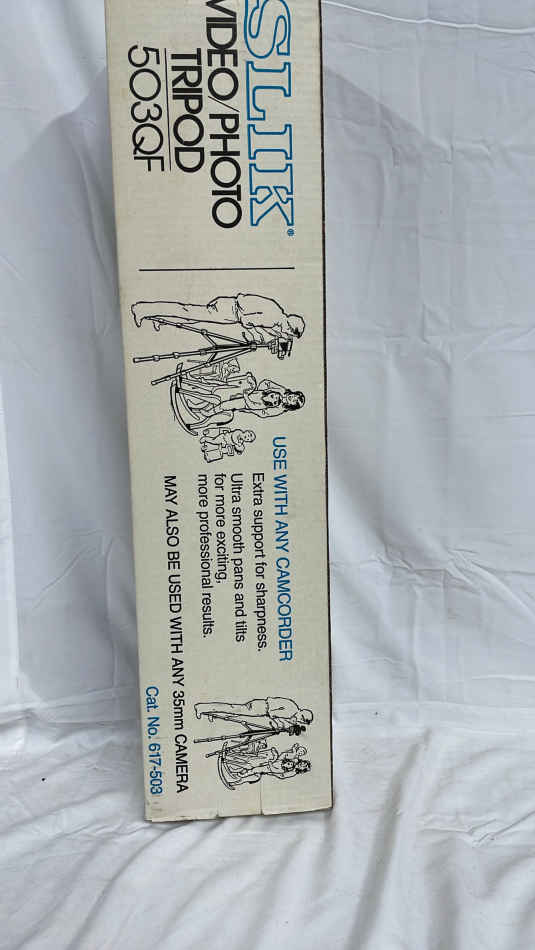 SLIK®
VIDEO/PHOTO
TRIPOD
503QF
USE WITH ANY CAMCORDER
Extra support for sharpness.
Ultra smooth pans and tilts
for more exciting,
more professional results.
MAY ALSO BE USED WITH ANY 35mm CAMERA
Cat. No. 617-503